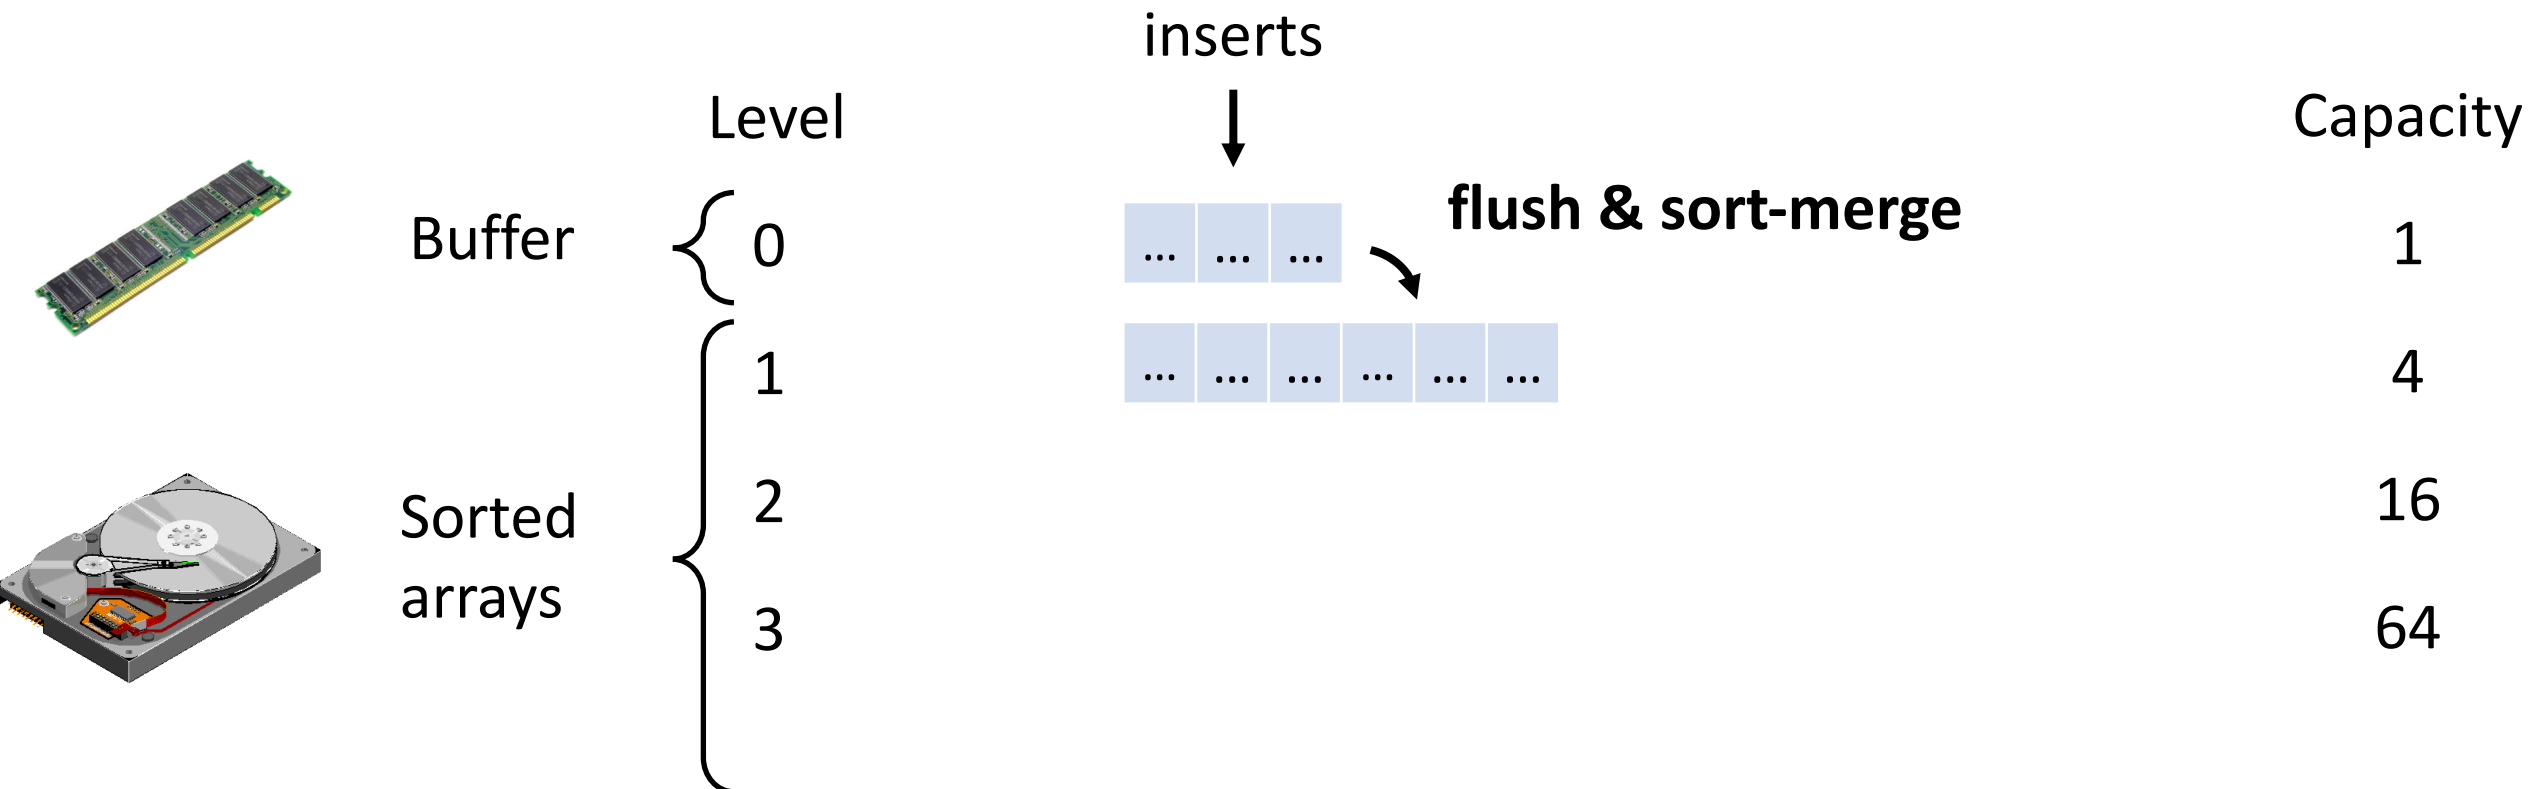 inserts
Level
Capacity
Buffer
0
... ... ...
flush & sort-merge
1
1
... ... ... ... ... ...
4
Sorted
arrays
2
16
3
64